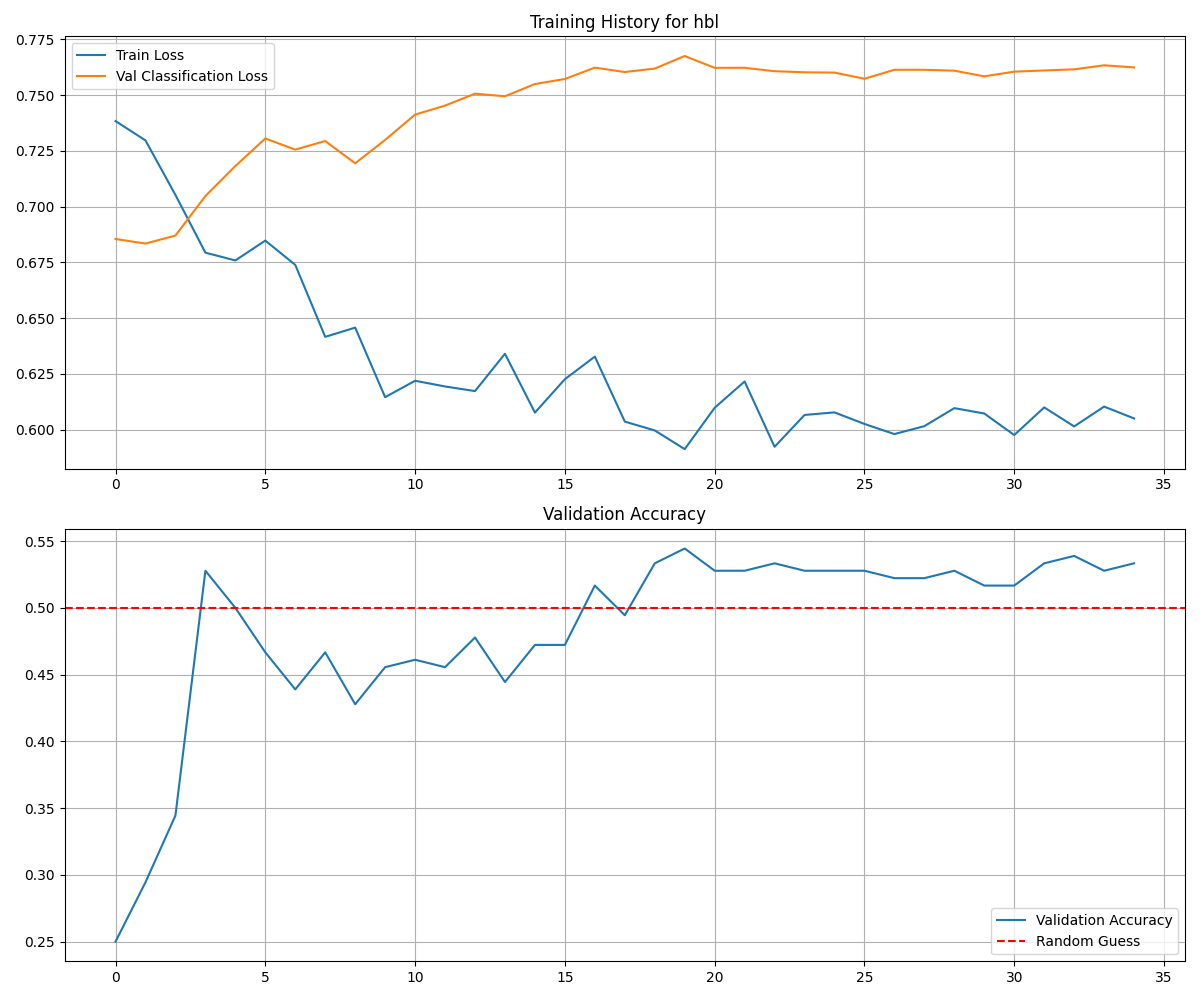 Training History for hbl
Train Loss
Val Classification Loss
0.775
0.750
0.725
0.700
0.675
0.650
0.625
0.600
0 5 10 15 20 25 30 35
Validation Accuracy
0.55
0.50
0.45
0.40
0.35
0.30
0.25
Validation Accuracy
Random Guess
0 5 10 15 20 25 30 35